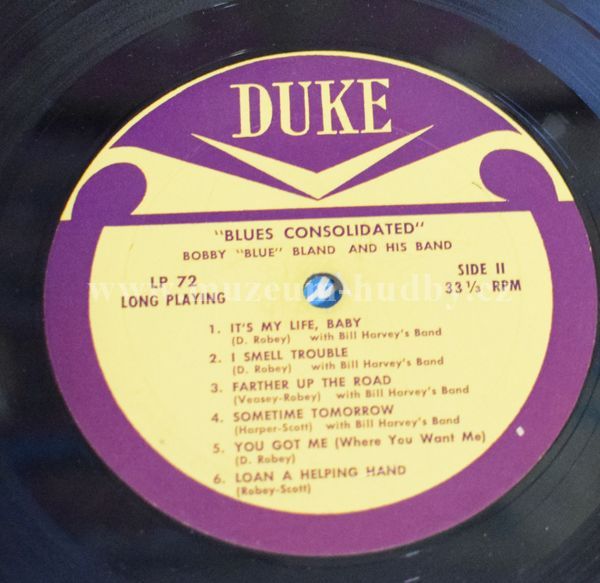 DUKE
"BLUES CONSOLIDATED"
BOBBY "BLUE" BLAND AND HIS BAND
LP 72
LONG PLAYING
SIDE II
33 1/3 RPM
www.muzeum-hudby.cz
1. IT'S MY LIFE, BABY
(D. Robey) with Bill Harvey's Band
2. I SMELL TROUBLE
(D. Robey) with Bill Harvey's Band
3. FARTHER UP THE ROAD
(Veasey-Robey) with Bill Harvey's Band
4. SOMETIME TOMORROW
(Harper-Scott) with Bill Harvey's Band
5. YOU GOT ME (Where You Want Me)
(D. Robey)
6. LOAN A HELPING HAND
(Robey-Scott)